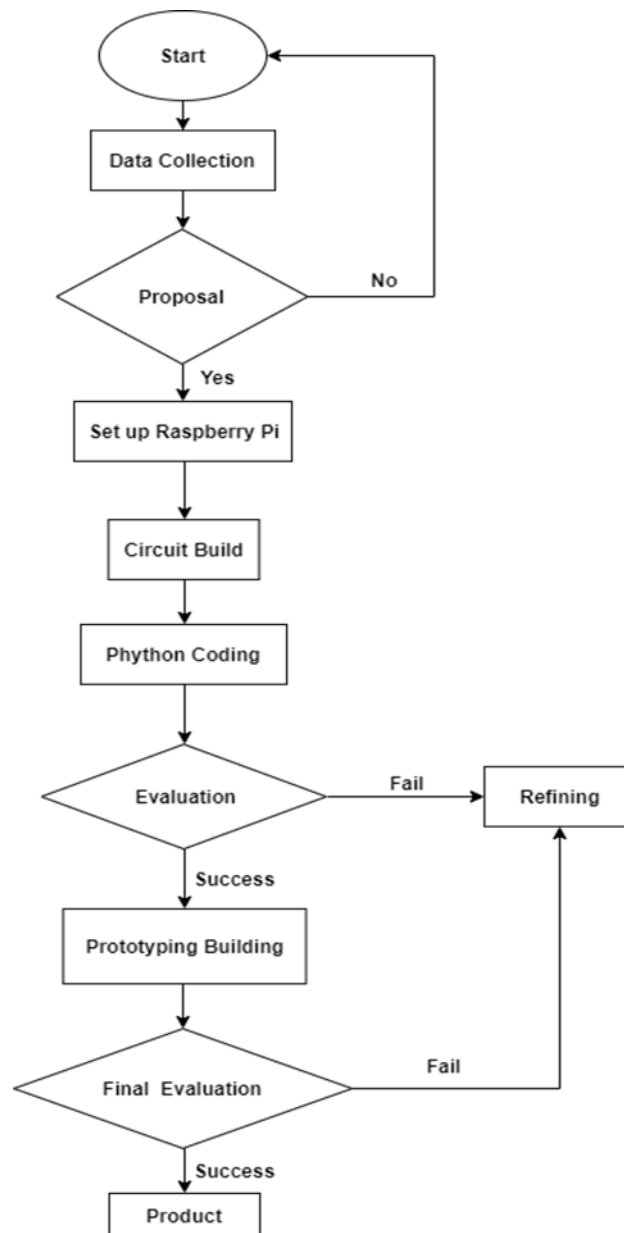 Start
Data Collection
Proposal
No
Yes
Set up Raspberry Pi
Circuit Build
Phython Coding
Evaluation
Fail
Refining
Success
Prototyping Building
Final Evaluation
Fail
Success
Product